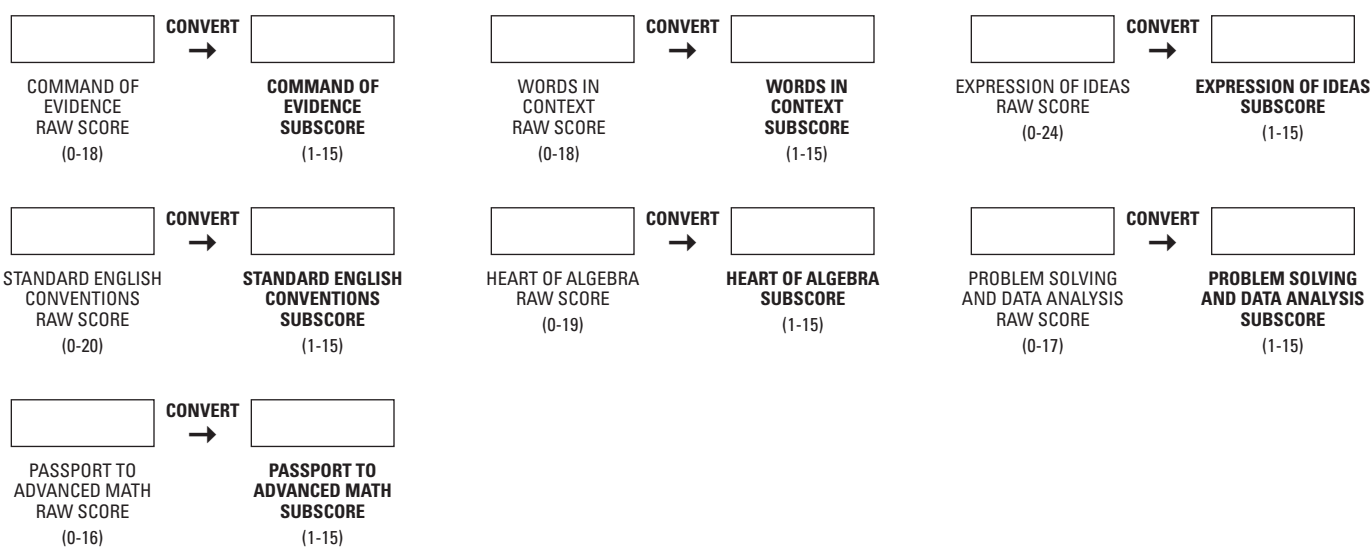 CONVERT
→
COMMAND OF
EVIDENCE
RAW SCORE
(0-18)
COMMAND OF
EVIDENCE
SUBSCORE
(1-15)
CONVERT
→
WORDS IN
CONTEXT
RAW SCORE
(0-18)
WORDS IN
CONTEXT
SUBSCORE
(1-15)
CONVERT
→
EXPRESSION OF IDEAS
RAW SCORE
(0-24)
EXPRESSION OF IDEAS
SUBSCORE
(1-15)
CONVERT
→
STANDARD ENGLISH
CONVENTIONS
RAW SCORE
(0-20)
STANDARD ENGLISH
CONVENTIONS
SUBSCORE
(1-15)
CONVERT
→
HEART OF ALGEBRA
RAW SCORE
(0-19)
HEART OF ALGEBRA
SUBSCORE
(1-15)
CONVERT
→
PROBLEM SOLVING
AND DATA ANALYSIS
RAW SCORE
(0-17)
PROBLEM SOLVING
AND DATA ANALYSIS
SUBSCORE
(1-15)
CONVERT
→
PASSPORT TO
ADVANCED MATH
RAW SCORE
(0-16)
PASSPORT TO
ADVANCED MATH
SUBSCORE
(1-15)